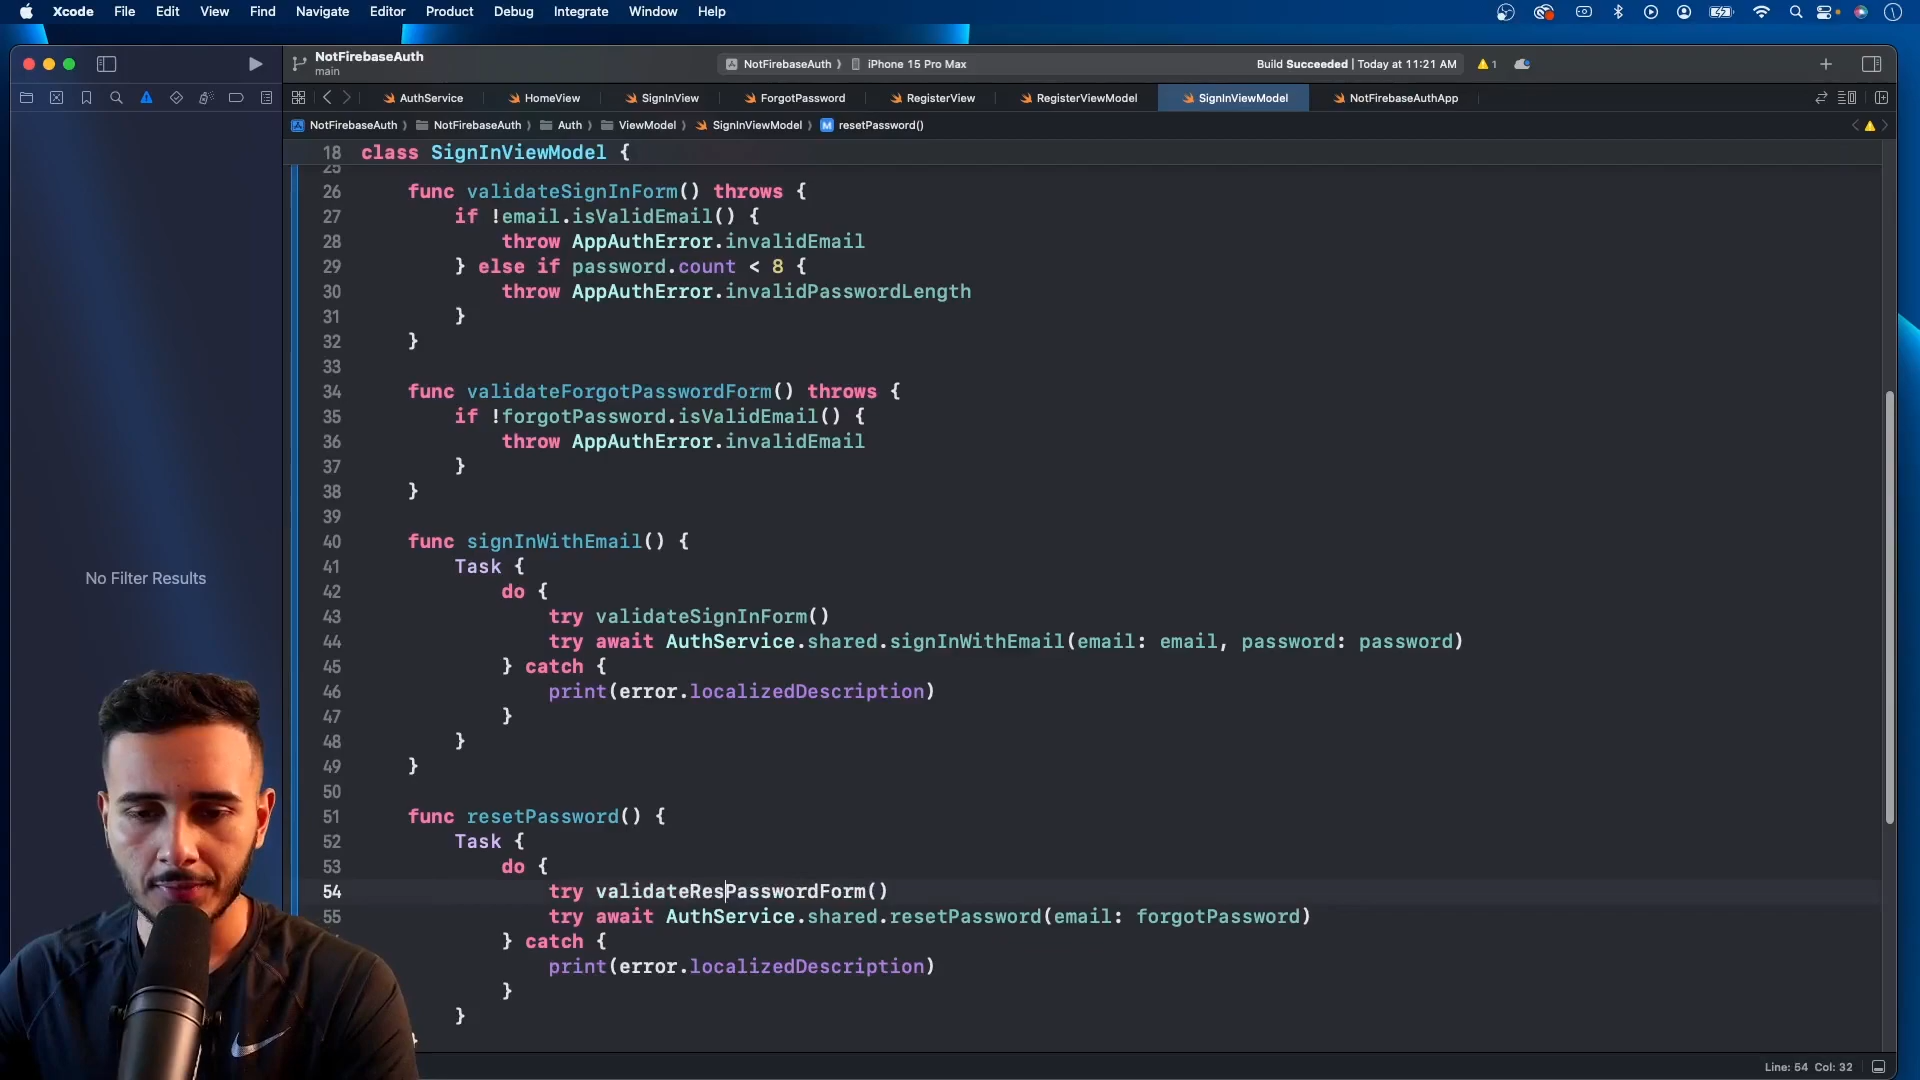 Xcode File Edit View Find Navigate Editor Product Debug Integrate Window Help
NotFirebaseAuth
main
NotFirebaseAuth iPhone 15 Pro Max
Build Succeeded | Today at 11:21 AM
1
AuthService HomeView SignInView ForgotPassword RegisterView RegisterViewModel SignInViewModel NotFirebaseAuthApp
NotFirebaseAuth NotFirebaseAuth Auth ViewModel SignInViewModel M resetPassword()
18 class SignInViewModel {
25
26 func validateSignInForm() throws {
27 if !email.isValidEmail() {
28 throw AppAuthError.invalidEmail
29 } else if password.count < 8 {
30 throw AppAuthError.invalidPasswordLength
31 }
32 }
33
34 func validateForgotPasswordForm() throws {
35 if !forgotPassword.isValidEmail() {
36 throw AppAuthError.invalidEmail
37 }
38 }
39
40 func signInWithEmail() {
41 Task {
42 do {
43 try validateSignInForm()
44 try await AuthService.shared.signInWithEmail(email: email, password: password)
45 } catch {
46 print(error.localizedDescription)
47 }
48 }
49 }
50
51 func resetPassword() {
52 Task {
53 do {
54 try validateResPasswordForm()
55 try await AuthService.shared.resetPassword(email: forgotPassword)
} catch {
print(error.localizedDescription)
}
}
}
No Filter Results
Line: 54 Col: 32